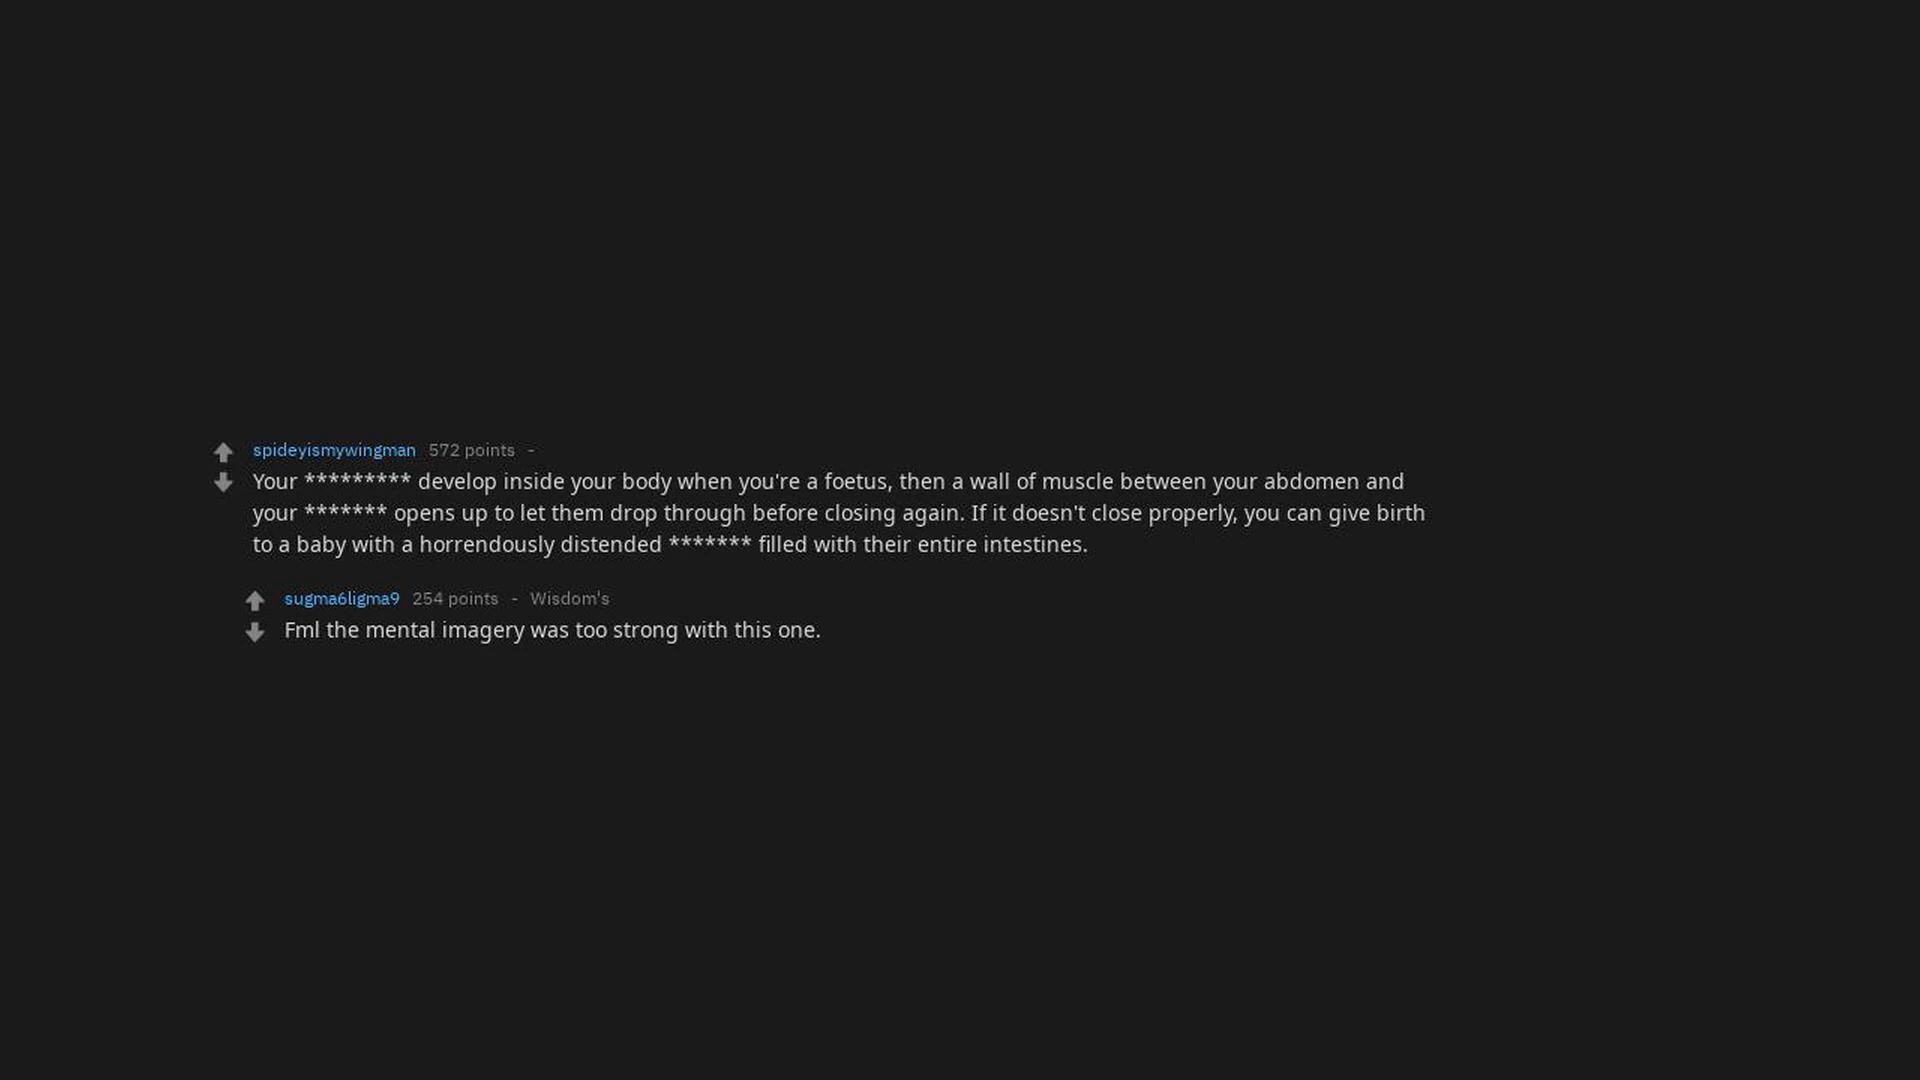 spideyismywingman 572 points -
Your ********* develop inside your body when you're a foetus, then a wall of muscle between your abdomen and
your ******* opens up to let them drop through before closing again. If it doesn't close properly, you can give birth
to a baby with a horrendously distended ******* filled with their entire intestines.
sugma6ligma9 254 points - Wisdom's
Fml the mental imagery was too strong with this one.